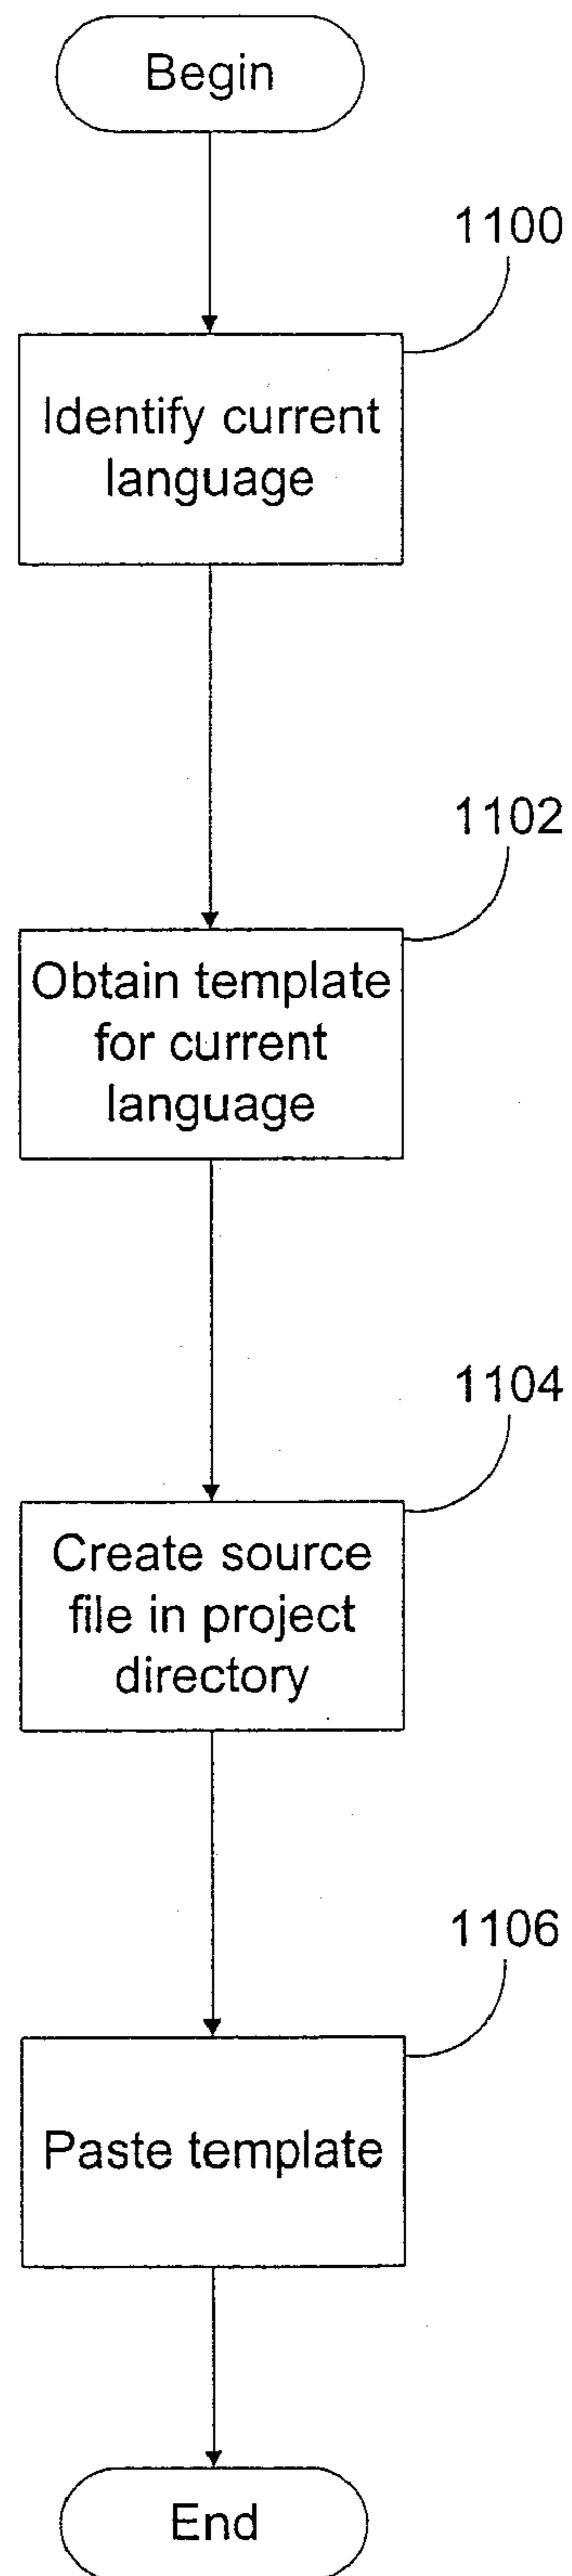 Begin
1100
Identify current
language
1102
Obtain template
for current
language
1104
Create source
file in project
directory
1106
Paste template
End